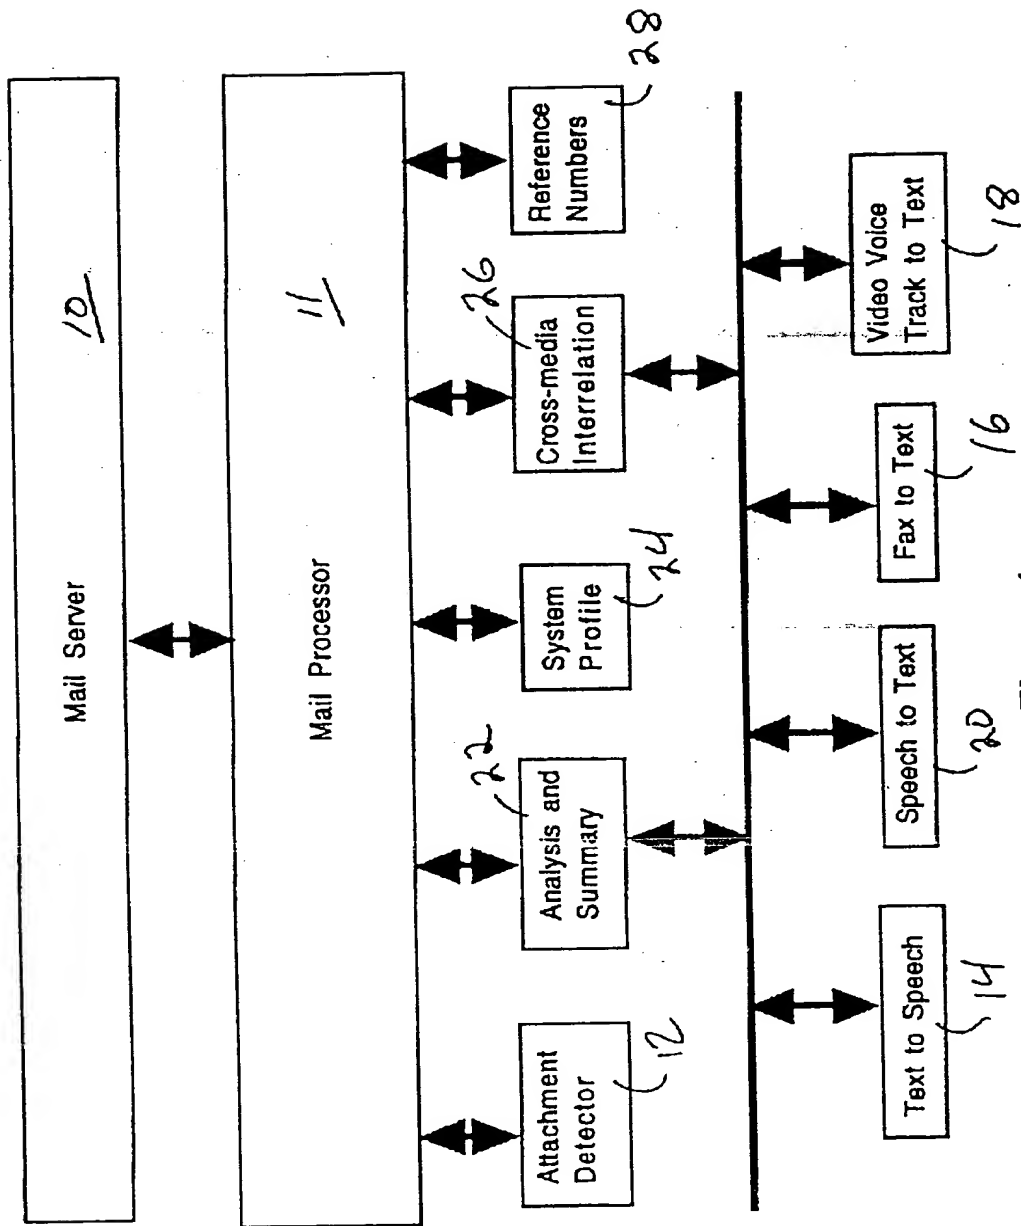 Mail Server
10
Mail Processor
11
Attachment
Detector
12
Analysis and
Summary
22
System
Profile
24
Cross-media
Interrelation
26
Reference
Numbers
28
Text to Speech
14
Speech to Text
20
Fax to Text
16
Video Voice
Track to Text
18